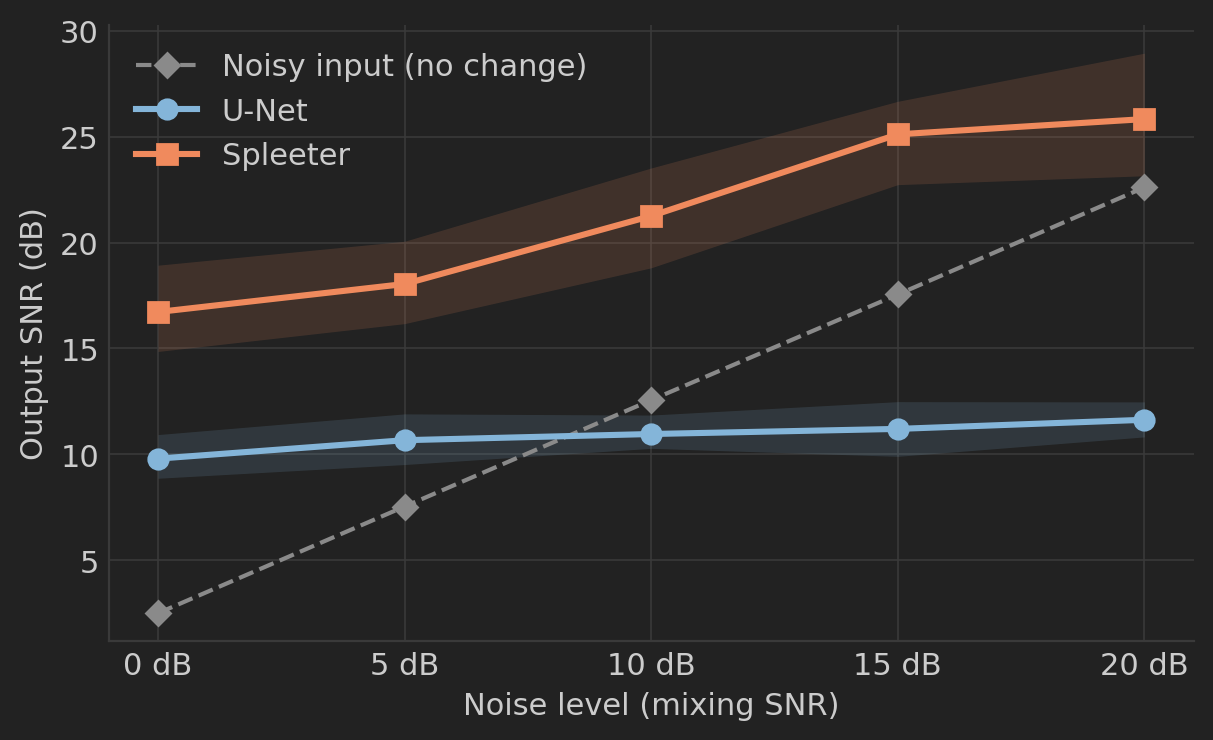 30
25
20
15
10
5
Output SNR (dB)
Noisy input (no change)
U-Net
Spleeter
0 dB
5 dB
10 dB
15 dB
20 dB
Noise level (mixing SNR)